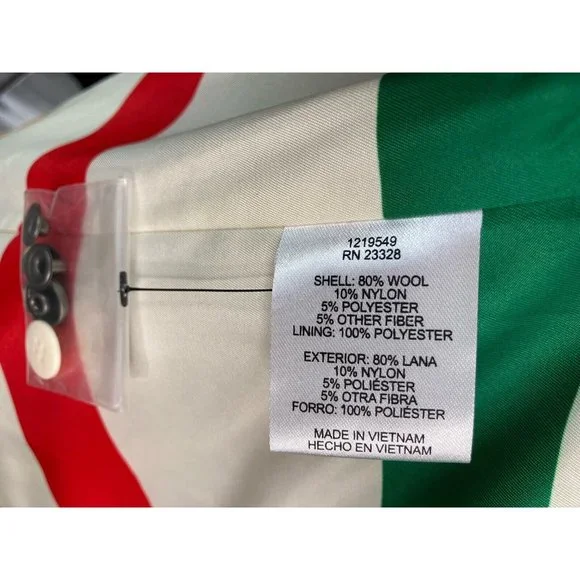 1219549
RN 23328
SHELL: 80% WOOL
10% NYLON
5% POLYESTER
5% OTHER FIBER
LINING: 100% POLYESTER
EXTERIOR: 80% LANA
10% NYLON
5% POLIÉSTER
5% OTRA FIBRA
FORRO: 100% POLIÉSTER
MADE IN VIETNAM
HECHO EN VIETNAM